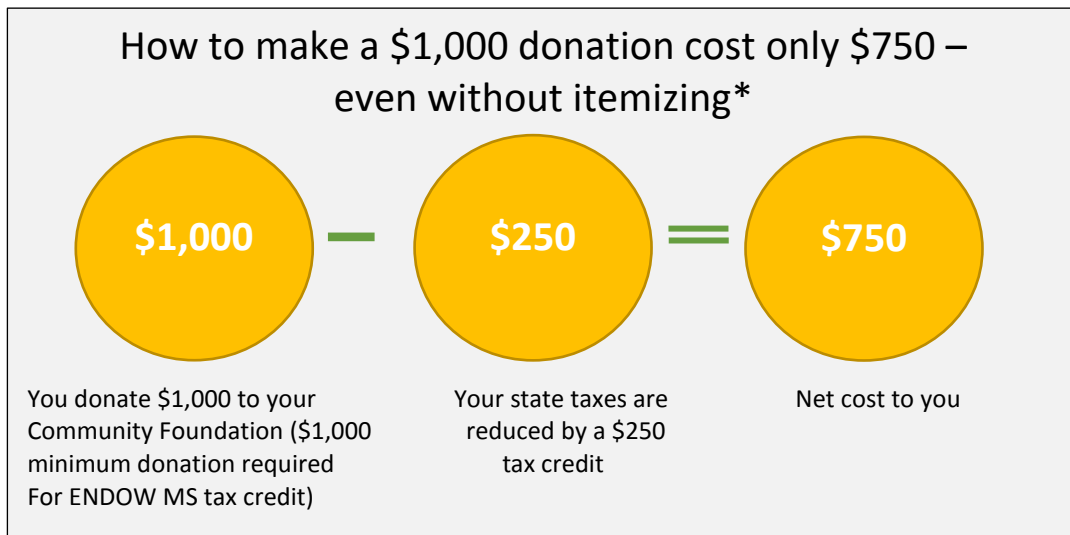 How to make a $1,000 donation cost only $750 –
even without itemizing*
$1,000
$250
$750
You donate $1,000 to your
Community Foundation ($1,000
minimum donation required
For ENDOW MS tax credit)
Your state taxes are
reduced by a $250
tax credit
Net cost to you